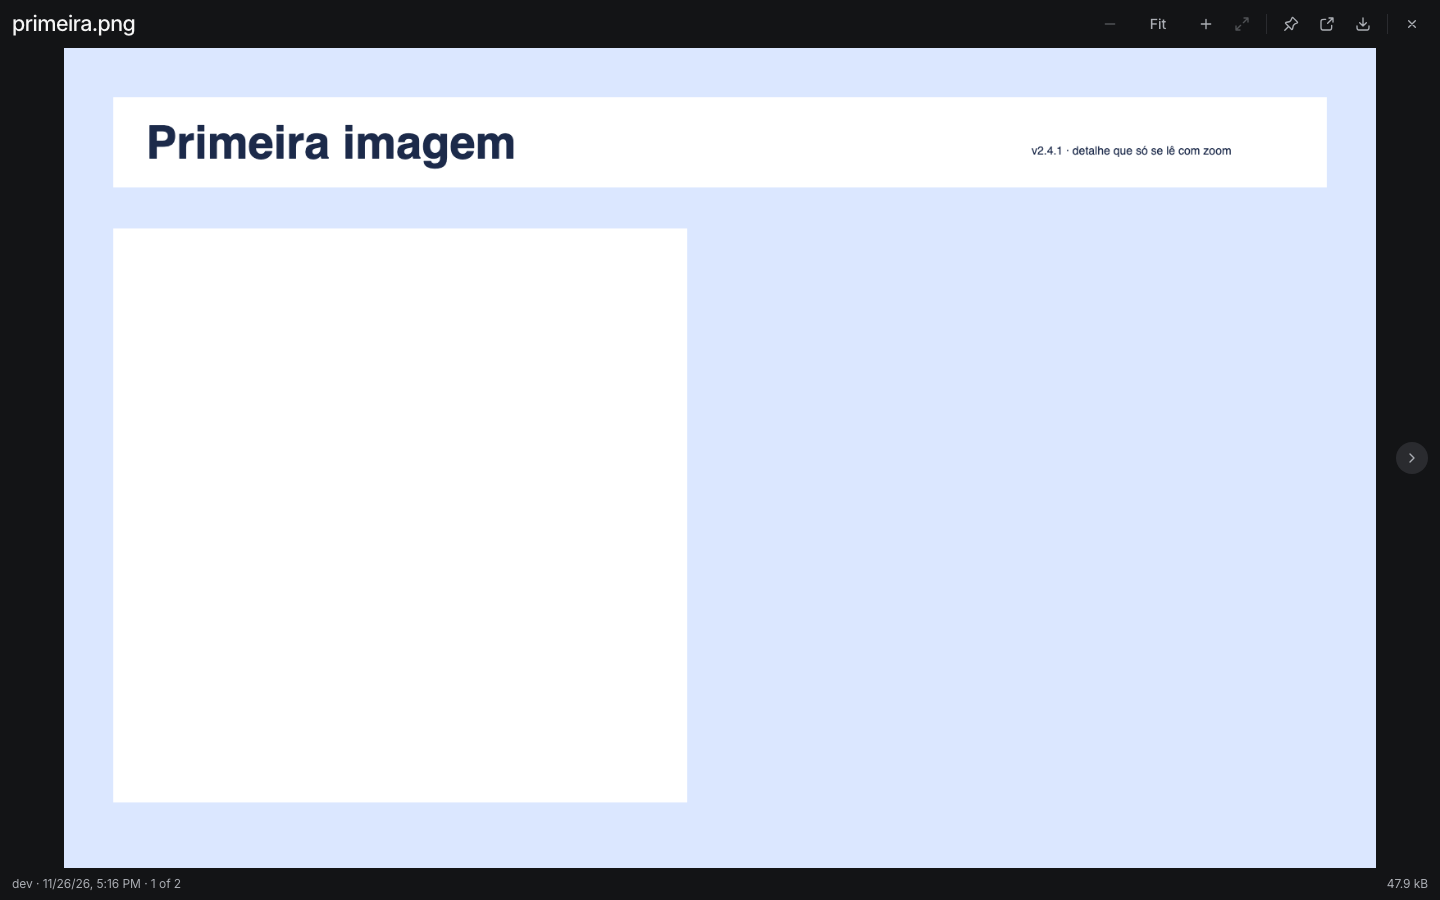 primeira.png
Fit
Primeira imagem
v2.4.1 · detalhe que só se lê com zoom
dev · 11/26/26, 5:16 PM · 1 of 2
47.9 kB